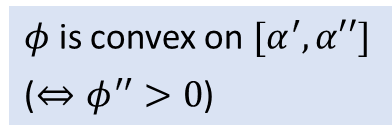 ϕ is convex on [α′, α′′]
(⇔ ϕ′′ > 0)